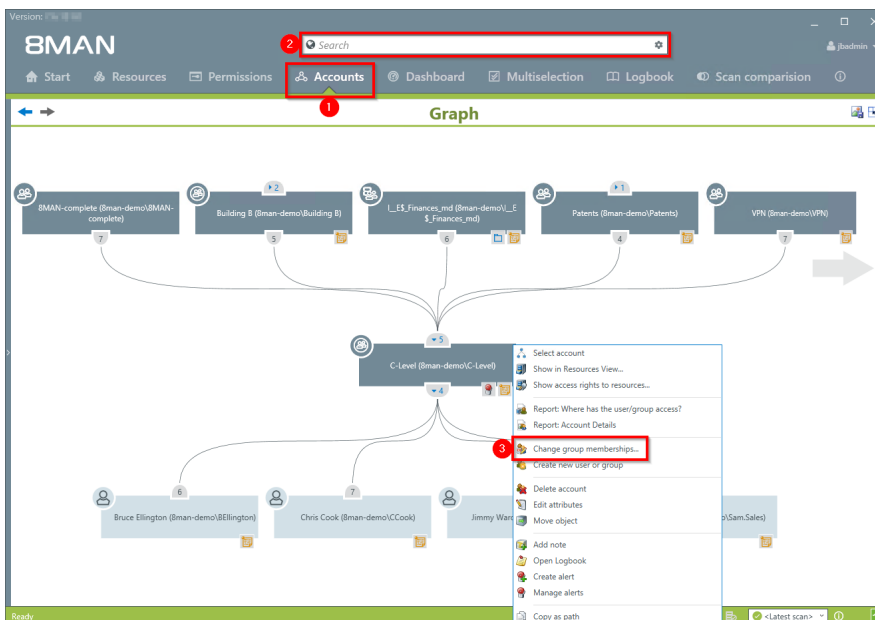 Version:
8MAN
2
Search
jbadmin
Start
Resources
Permissions
Accounts
Dashboard
Multiselection
Logbook
Scan comparision
1
Graph
2
1
8MAN-complete (8man-demo\8MAN-
complete)
Building B (8man-demo\Building B)
I__E$_Finances_md (8man-demo\I__E
$_Finances_md)
Patents (8man-demo\Patents)
VPN (8man-demo\VPN)
7
5
6
4
7
5
C-Level (8man-demo\C-Level)
4
Select account
Show in Resources View...
Show access rights to resources...
Report: Where has the user/group access?
Report: Account Details
3
Change group memberships...
Create new user or group
Delete account
Edit attributes
Move object
Add note
Open Logbook
Create alert
Manage alerts
Copy as path
6
7
Bruce Ellington (8man-demo\BEllington)
Chris Cook (8man-demo\CCook)
Jimmy Ward
\Sam.Sales)
Ready
<Latest scan>